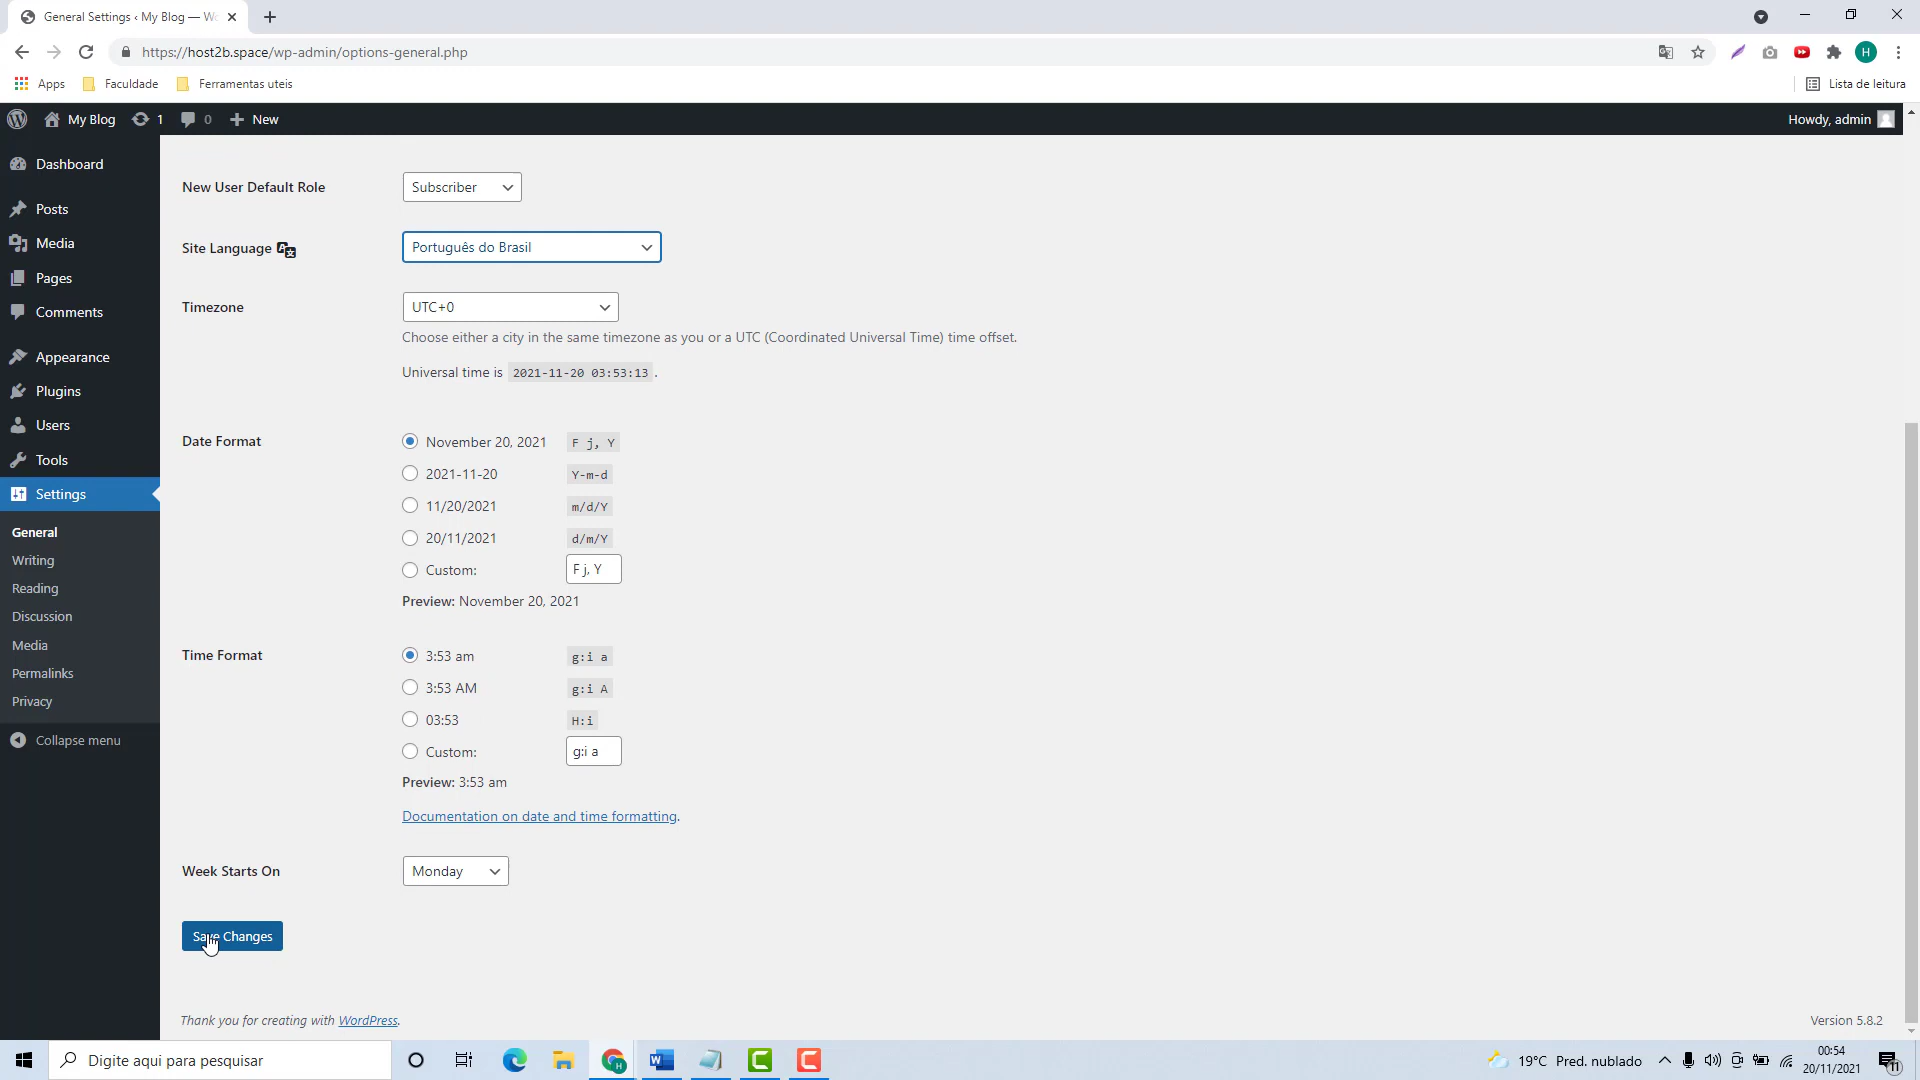 General Settings ‹ My Blog — Wo
https://host2b.space/wp-admin/options-general.php
H
Apps
Faculdade
Ferramentas uteis
Lista de leitura
My Blog
1
0
New
Howdy, admin
Dashboard
Posts
Media
Pages
Comments
Appearance
Plugins
Users
Tools
Settings
General
Writing
Reading
Discussion
Media
Permalinks
Privacy
Collapse menu
New User Default Role
Subscriber
Site Language
Português do Brasil
Timezone
UTC+0
Choose either a city in the same timezone as you or a UTC (Coordinated Universal Time) time offset.
Universal time is 2021-11-20 03:53:13 .
Date Format
November 20, 2021 F j, Y
2021-11-20 Y-m-d
11/20/2021 m/d/Y
20/11/2021 d/m/Y
Custom: F j, Y
Preview: November 20, 2021
Time Format
3:53 am g:i a
3:53 AM g:i A
03:53 H:i
Custom: g:i a
Preview: 3:53 am
Documentation on date and time formatting.
Week Starts On
Monday
Save Changes
Thank you for creating with WordPress.
Version 5.8.2
Digite aqui para pesquisar
19°C Pred. nublado
00:54
20/11/2021
11